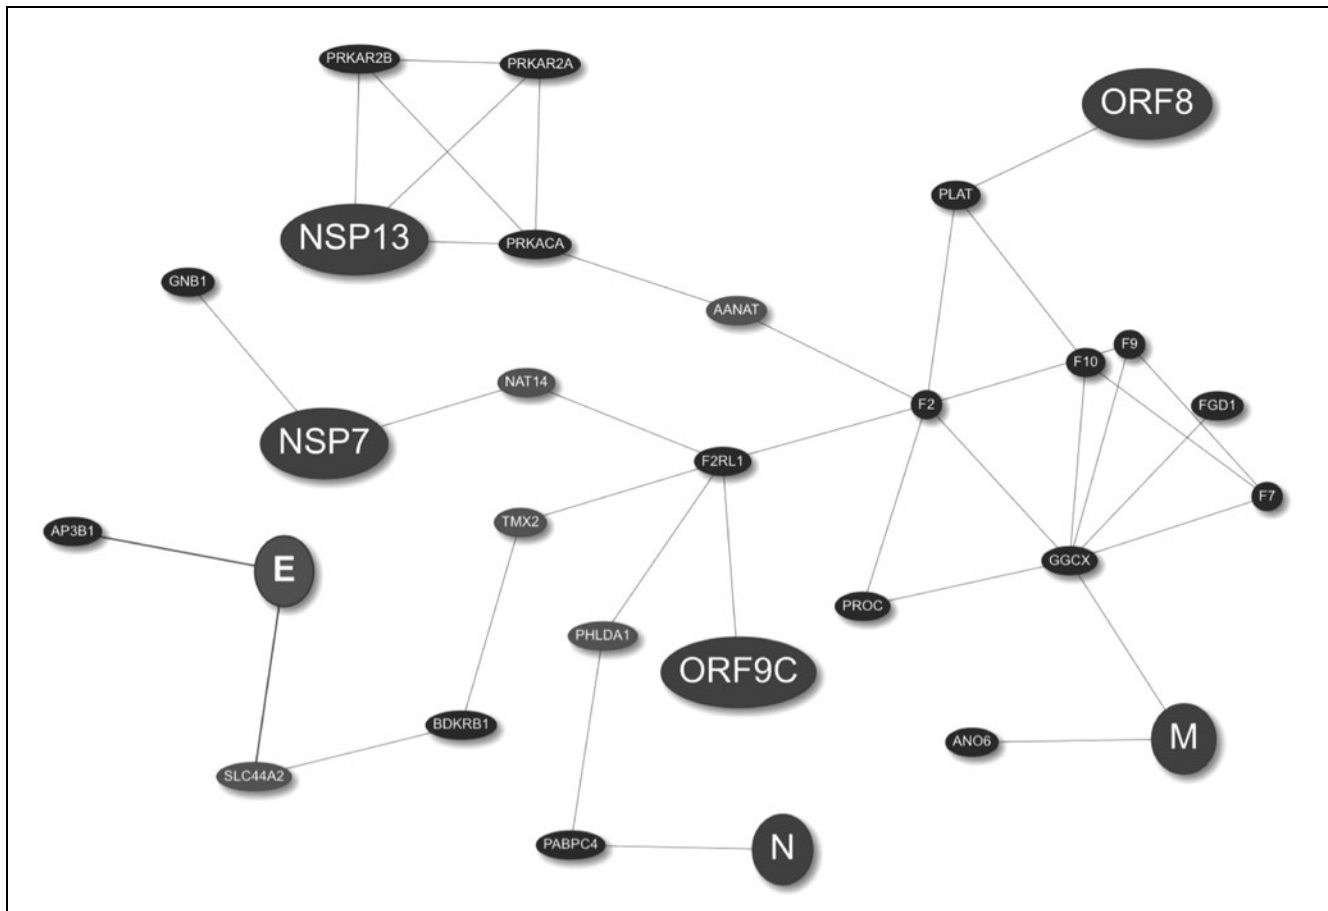 PRKAR2B
PRKAR2A
ORF8
PLAT
NSP13
PRKACA
GNB1
AANAT
F9
F10
NAT14
F2
FGD1
NSP7
F2RL1
F7
TMX2
AP3B1
E
GGCX
PROC
PHLDA1
ORF9C
BDKRB1
M
ANO6
SLC44A2
PABPC4
N